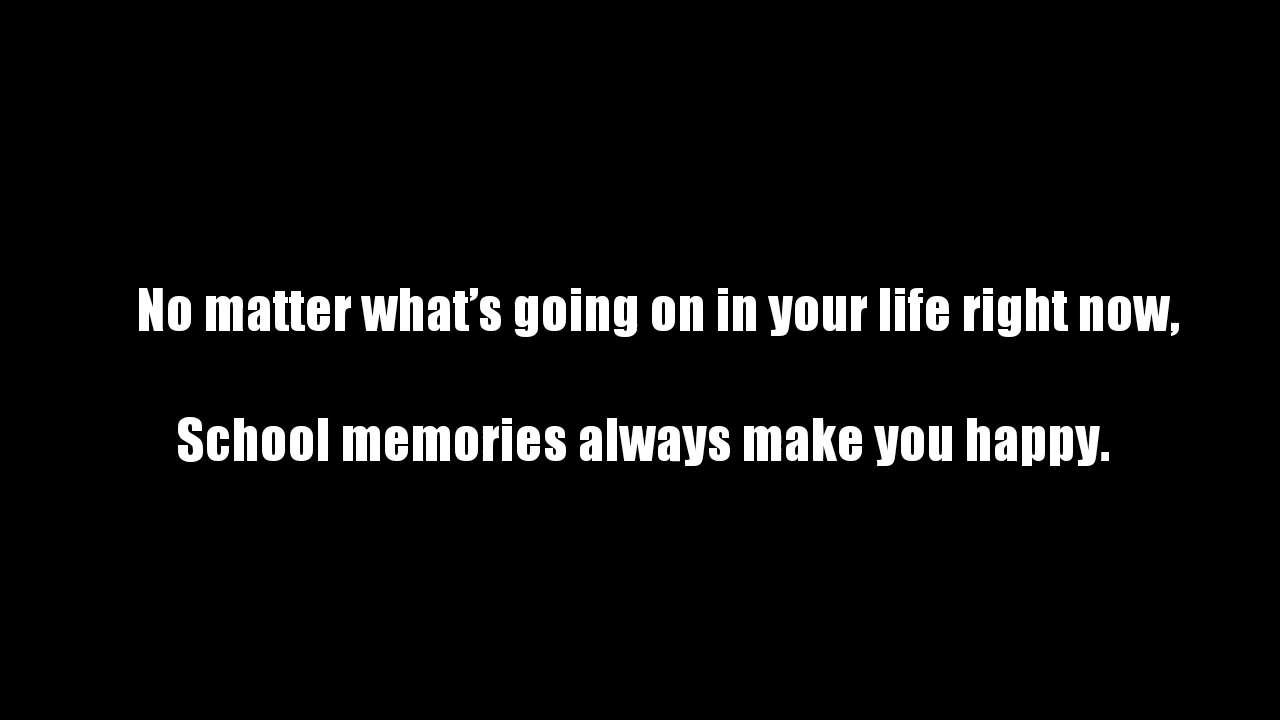 No matter what’s going on in your life right now,
School memories always make you happy.